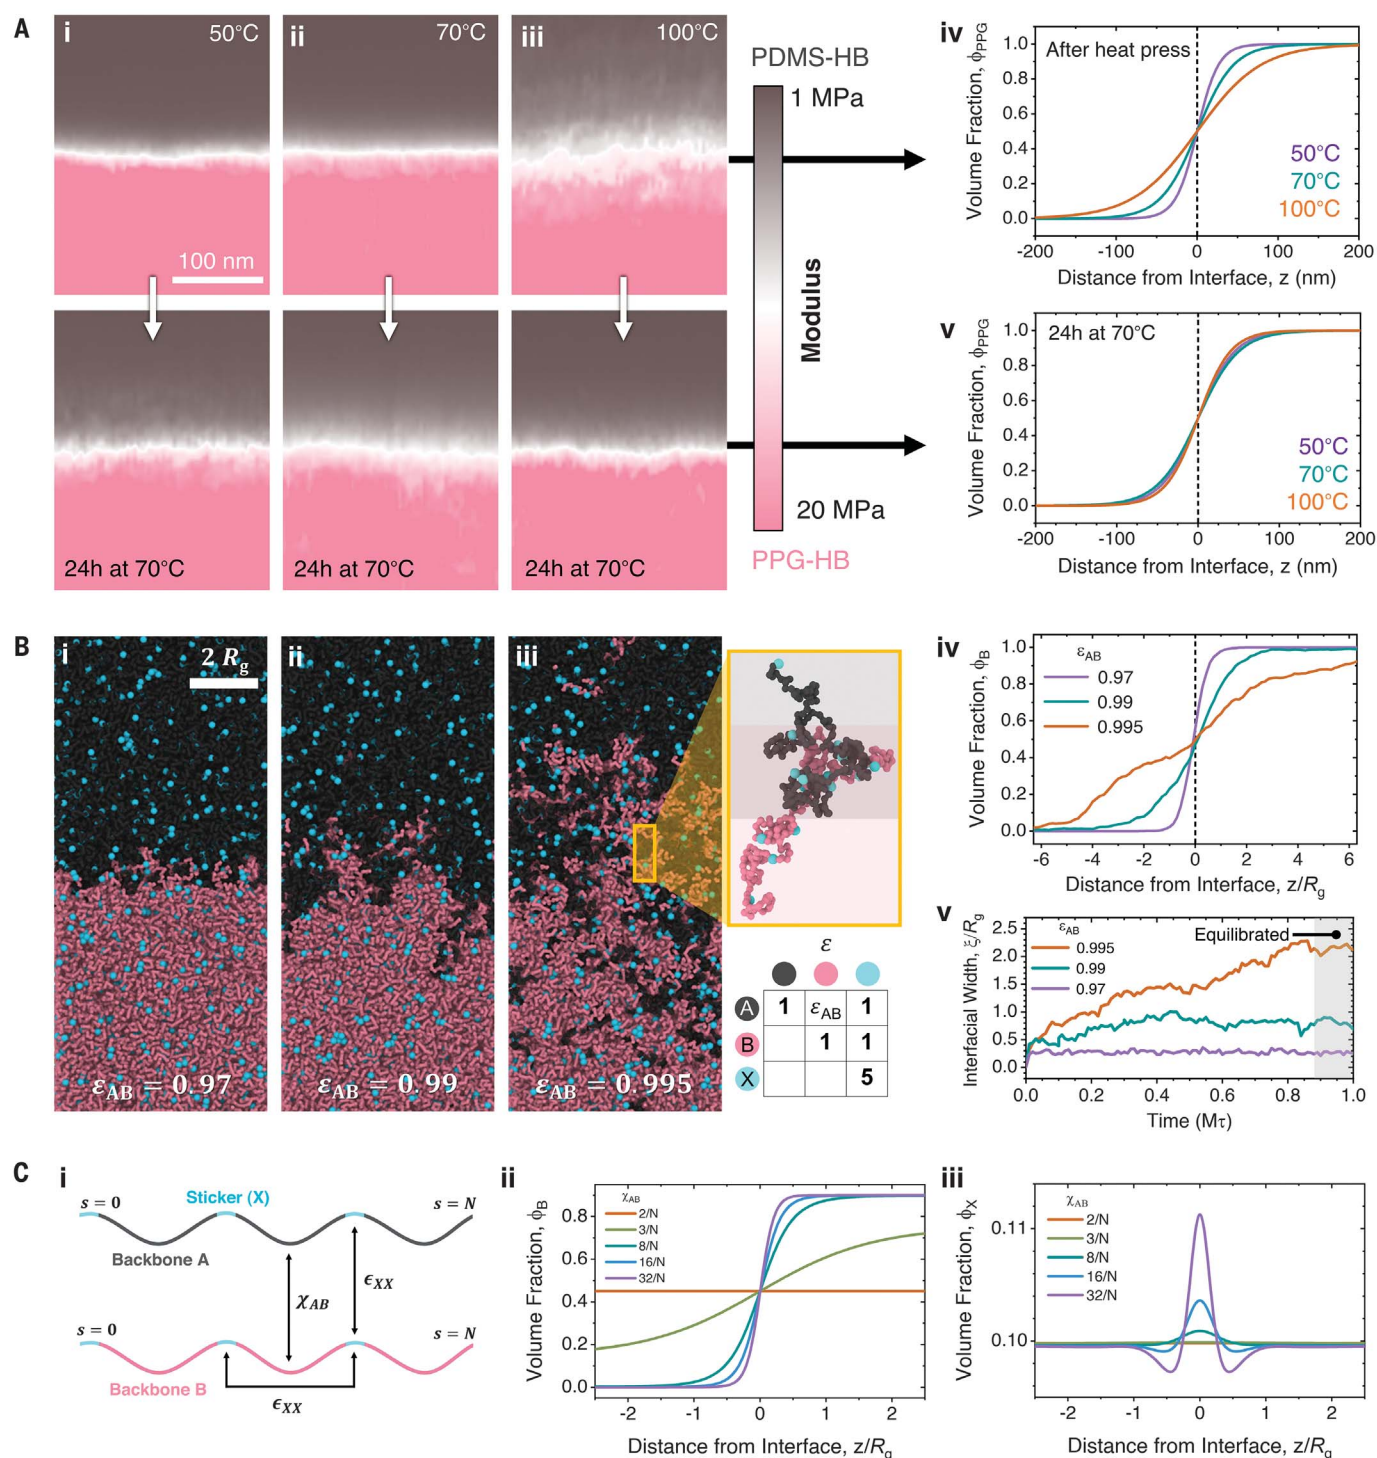 A
i
50°C
ii
70°C
iii
100°C
100 nm
24h at 70°C
24h at 70°C
24h at 70°C
PDMS-HB
1 MPa
Modulus
20 MPa
PPG-HB
iv
After heat press
50°C
70°C
100°C
Volume Fraction, ϕPPG
1.0
0.8
0.6
0.4
0.2
0.0
-200 -100 0 100 200
Distance from Interface, z (nm)
v
24h at 70°C
50°C
70°C
100°C
Volume Fraction, ϕPPG
1.0
0.8
0.6
0.4
0.2
0.0
-200 -100 0 100 200
Distance from Interface, z (nm)
B
i
2 Rg
εAB = 0.97
ii
εAB = 0.99
iii
εAB = 0.995
ε
A 1 εAB 1
B 1 1
X 5
iv
εAB
0.97
0.99
0.995
Volume Fraction, ϕB
1.0
0.8
0.6
0.4
0.2
0.0
-6 -4 -2 0 2 4 6
Distance from Interface, z/Rg
v
εAB
0.995
0.99
0.97
Equilibrated
Interfacial Width, ξ/Rg
2.5
2.0
1.5
1.0
0.5
0.0
0.0 0.2 0.4 0.6 0.8 1.0
Time (Mτ)
C
i
s = 0
Sticker (X)
s = N
Backbone A
χAB
ϵXX
s = 0
s = N
Backbone B
ϵXX
ii
χAB
2/N
3/N
8/N
16/N
32/N
Volume Fraction, ϕB
0.8
0.6
0.4
0.2
0.0
-2 -1 0 1 2
Distance from Interface, z/Rg
iii
χAB
2/N
3/N
8/N
16/N
32/N
Volume Fraction, ϕX
0.11
0.10
-2 -1 0 1 2
Distance from Interface, z/Rg